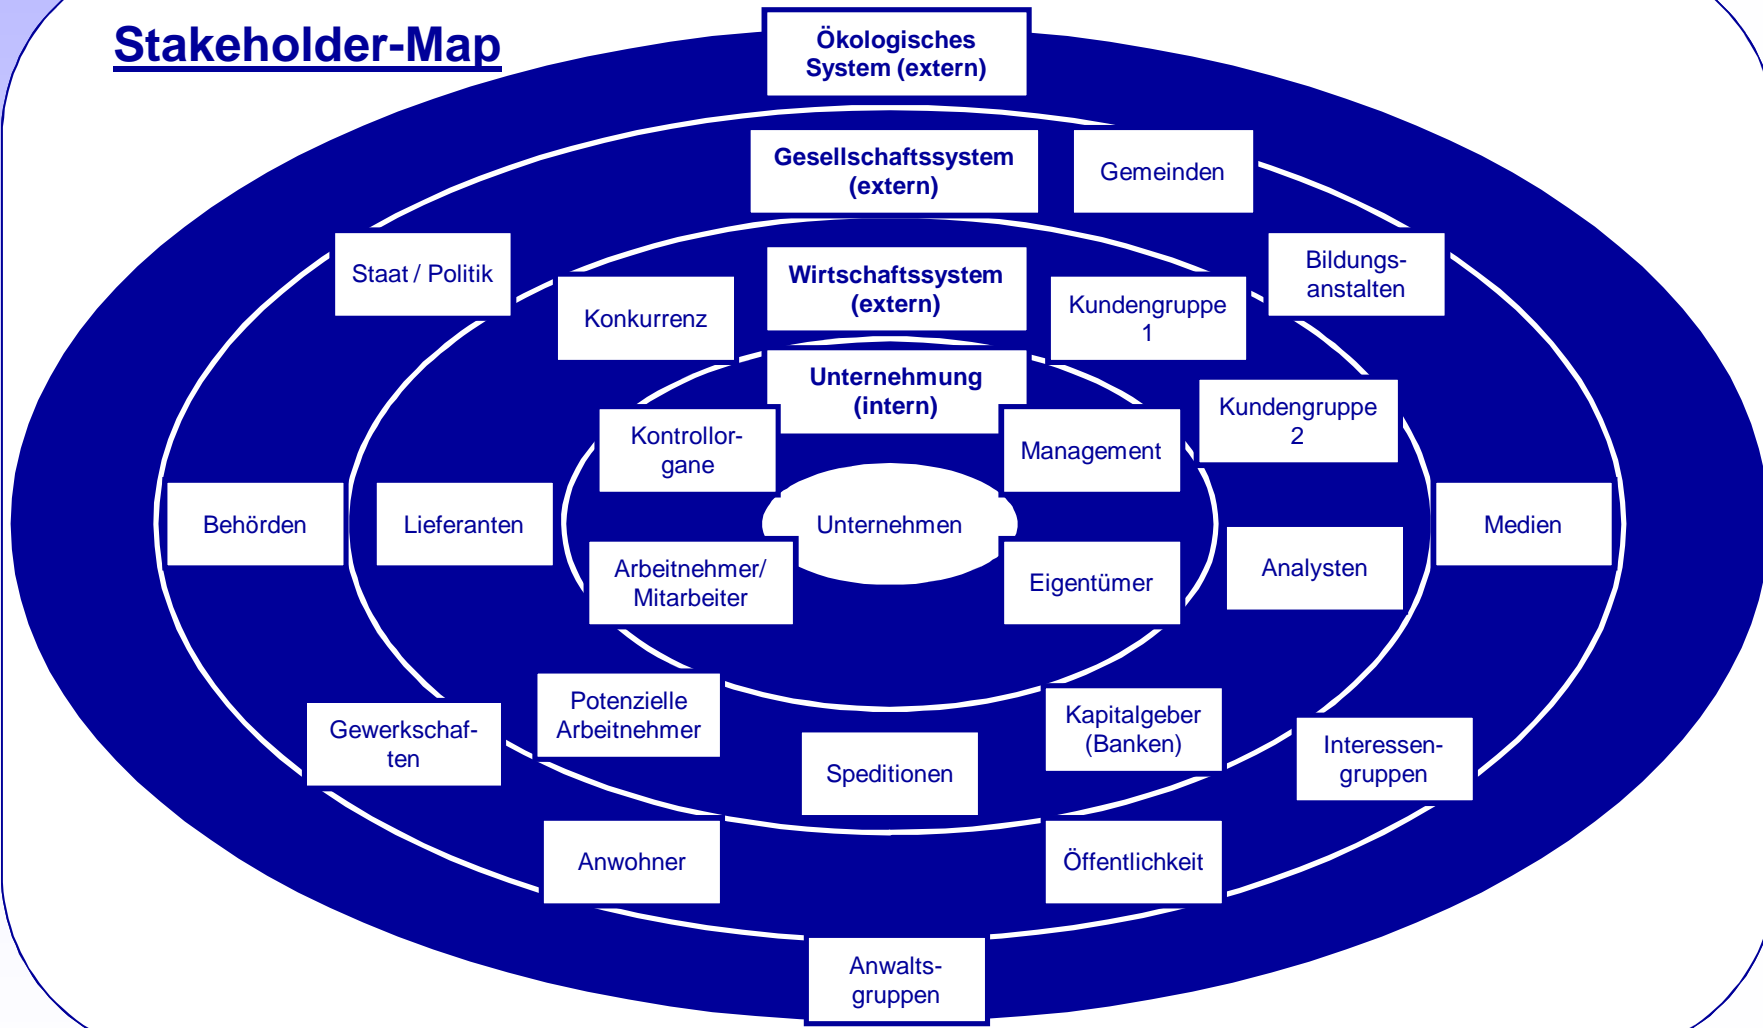 Stakeholder-Map
Ökologisches
System (extern)
Gesellschaftssystem
(extern)
Gemeinden
Staat / Politik
Bildungs-
anstalten
Wirtschaftssystem
(extern)
Konkurrenz
Kundengruppe
1
Unternehmung
(intern)
Kundengruppe
2
Kontrollor-
gane
Management
Behörden
Lieferanten
Unternehmen
Medien
Arbeitnehmer/
Mitarbeiter
Eigentümer
Analysten
Gewerkschaf-
ten
Potenzielle
Arbeitnehmer
Kapitalgeber
(Banken)
Interessen-
gruppen
Speditionen
Anwohner
Öffentlichkeit
Anwalts-
gruppen